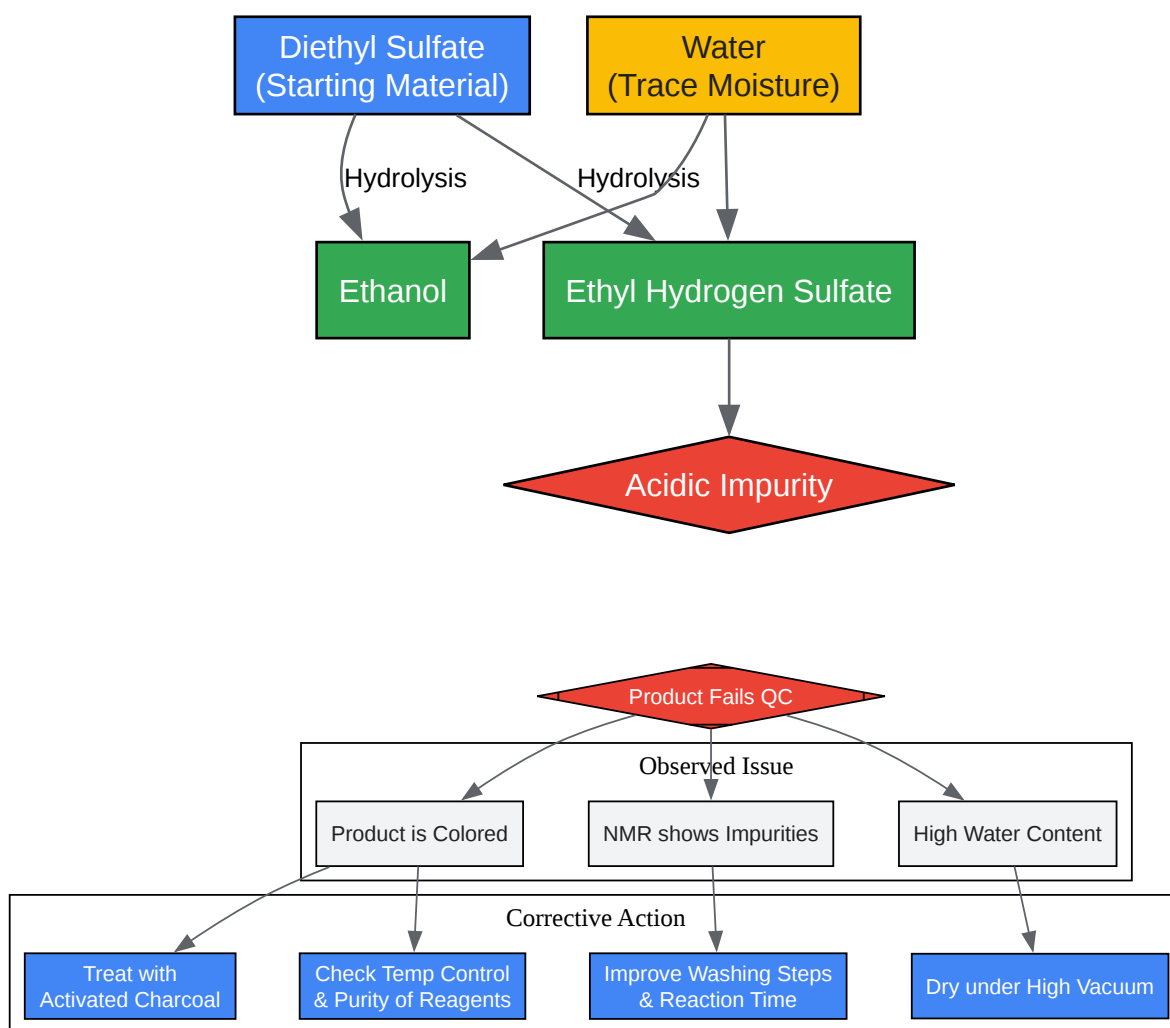 Diethyl Sulfate
(Starting Material)
Water
(Trace Moisture)
Hydrolysis
Hydrolysis
Ethanol
Ethyl Hydrogen Sulfate
Acidic Impurity
Product Fails QC
Observed Issue
Product is Colored
NMR shows Impurities
High Water Content
Corrective Action
Treat with
Activated Charcoal
Check Temp Control
& Purity of Reagents
Improve Washing Steps
& Reaction Time
Dry under High Vacuum